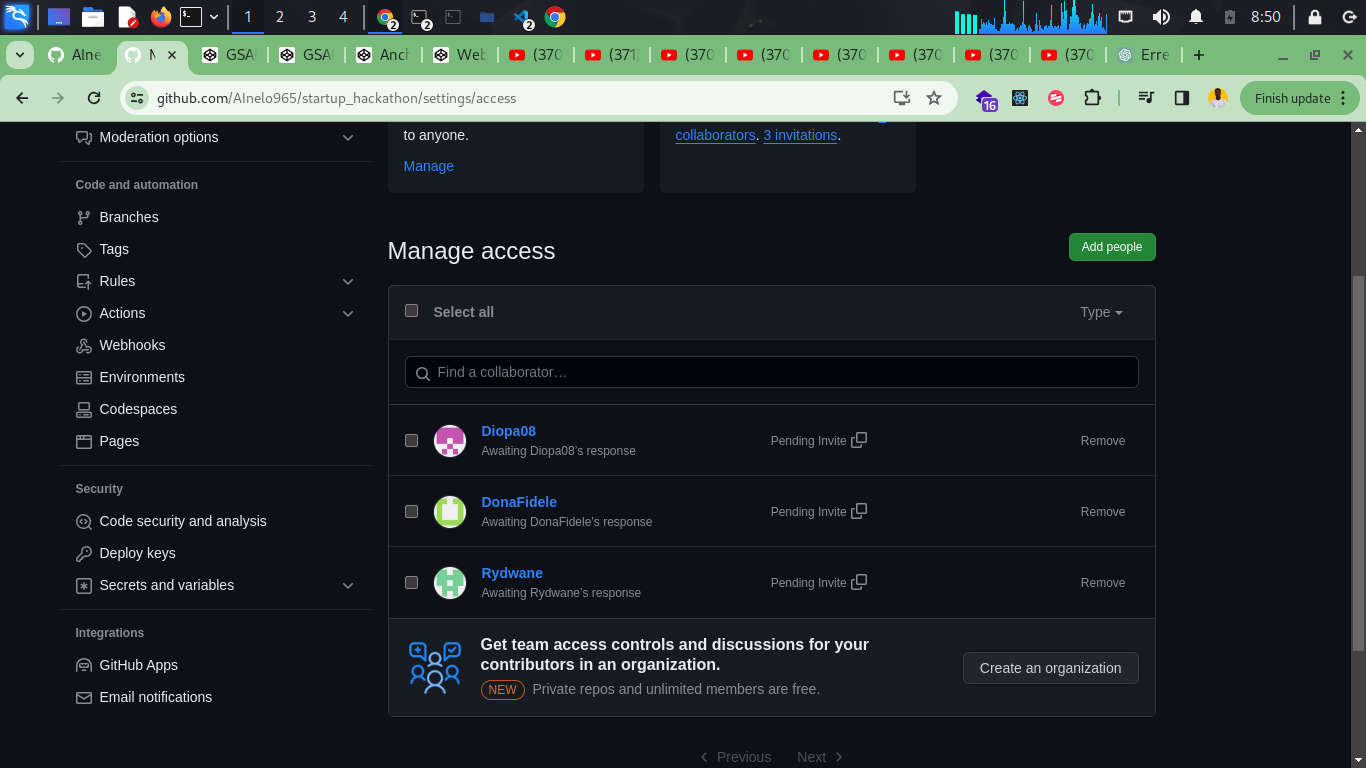 1 2 3 4 2 2 2 8:50
AIne M GSA GSA Anch Web (370 (371) (370 (370 (370 (370 (370 (370 Erre
github.com/AInelo965/startup_hackathon/settings/access 16 Finish update
Moderation options
Code and automation
Branches
Tags
Rules
Actions
Webhooks
Environments
Codespaces
Pages
Security
Code security and analysis
Deploy keys
Secrets and variables
Integrations
GitHub Apps
Email notifications
to anyone.
Manage
collaborators. 3 invitations.
Manage access
Add people
Select all
Type
Find a collaborator…
Diopa08
Awaiting Diopa08’s response
Pending Invite
Remove
DonaFidele
Awaiting DonaFidele’s response
Pending Invite
Remove
Rydwane
Awaiting Rydwane’s response
Pending Invite
Remove
Get team access controls and discussions for your
contributors in an organization.
NEW Private repos and unlimited members are free.
Create an organization
Previous Next